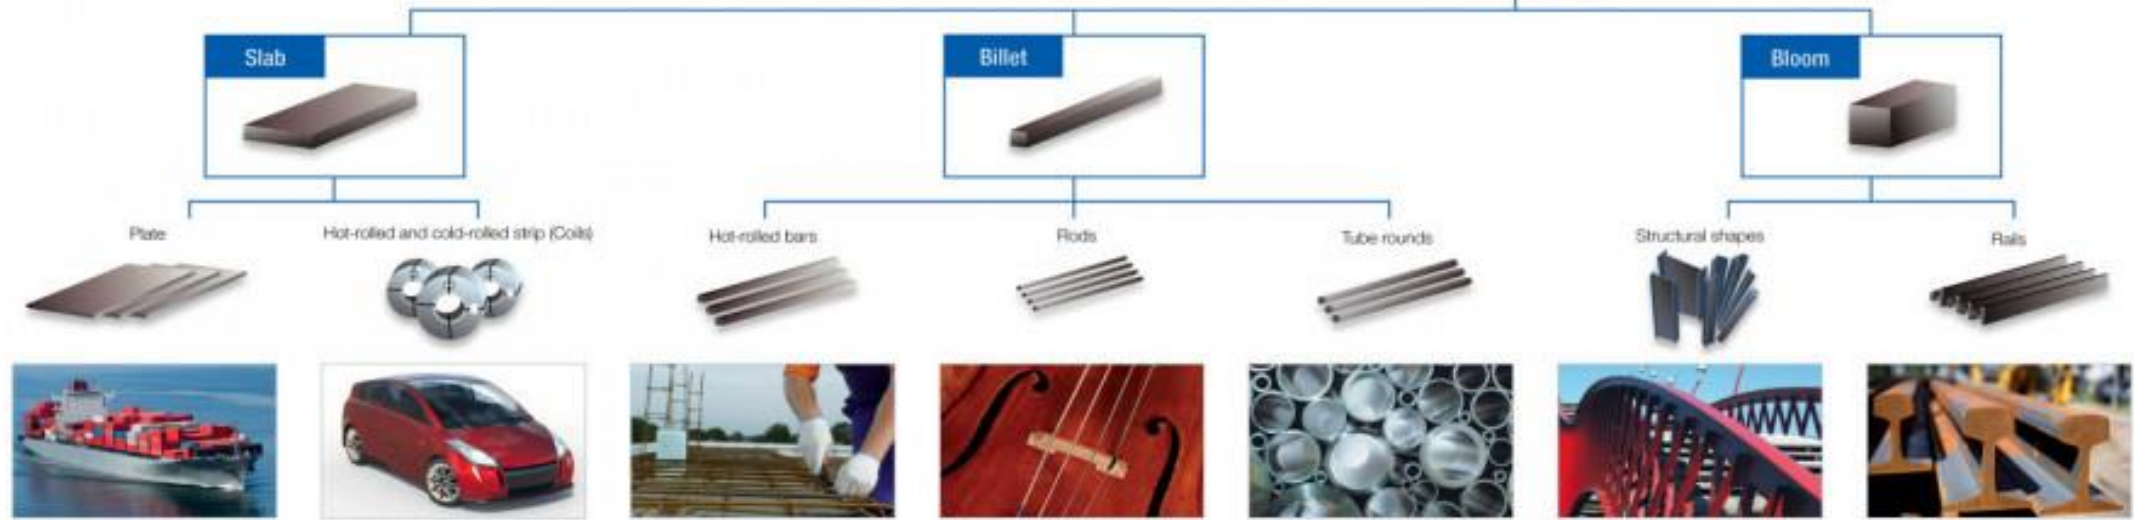 Slab
Billet
Bloom
Plate
Hot-rolled and cold-rolled strip (Coils)
Hot-rolled bars
Rods
Tube rounds
Structural shapes
Rails